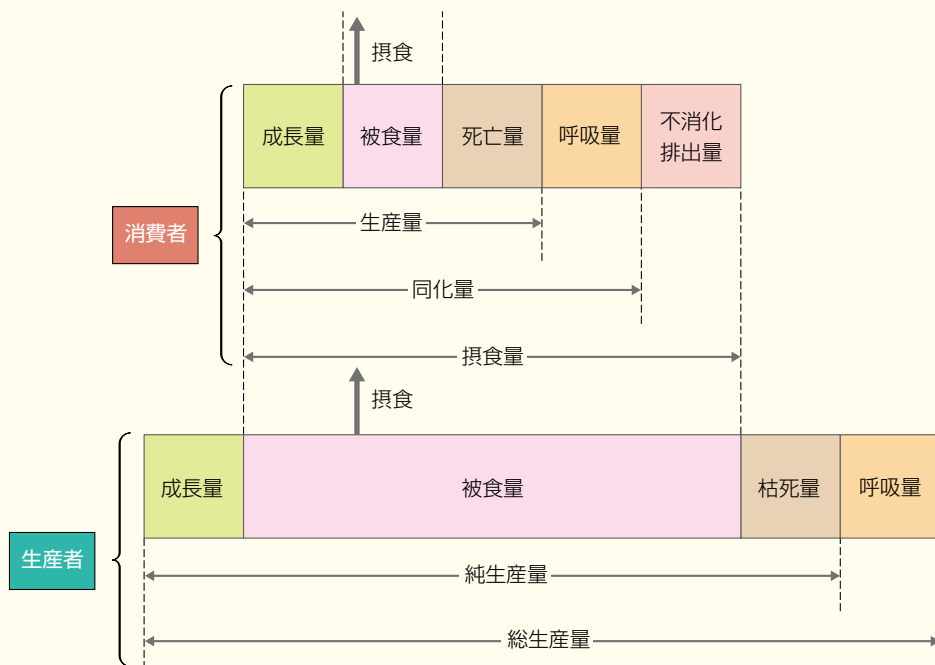 摂食
成長量
被食量
死亡量
呼吸量
不消化
排出量
生産量
消費者
同化量
摂食量
摂食
成長量
被食量
枯死量
呼吸量
生産者
純生産量
総生産量